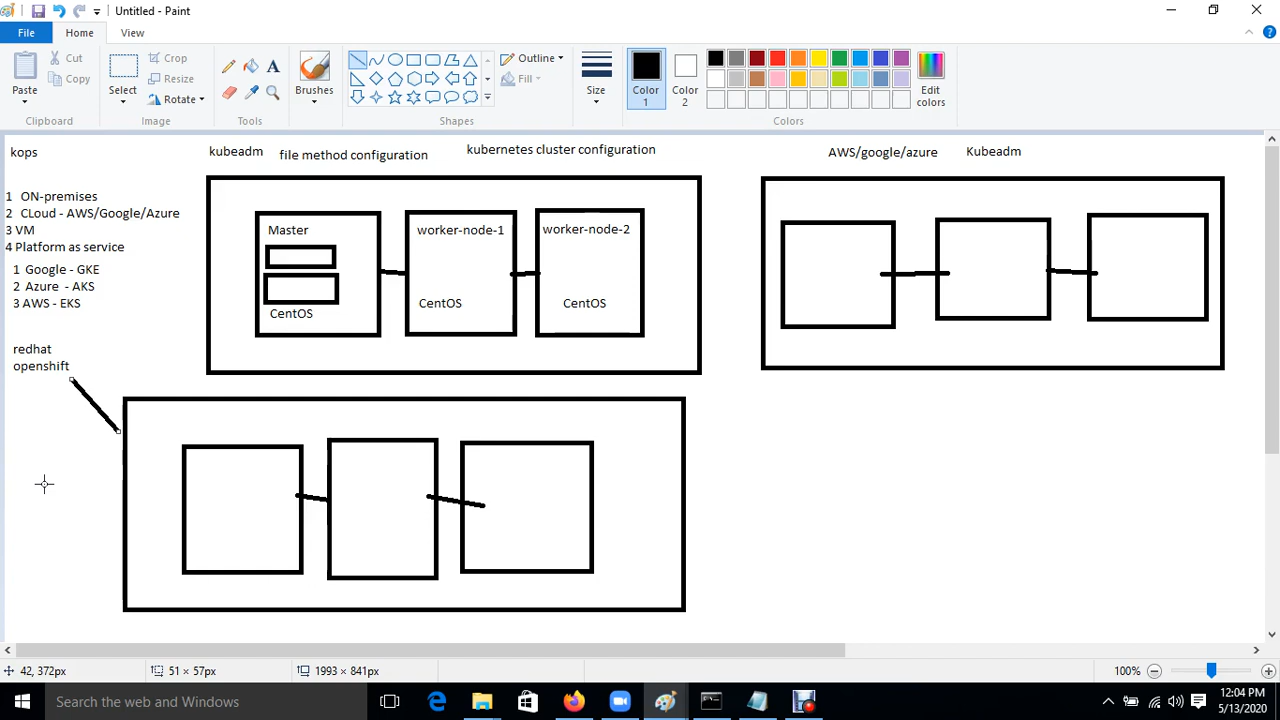 Untitled - Paint
File
Home
View
Paste
Cut
Copy
Clipboard
Select
Crop
Resize
Rotate
Image
A
Tools
Brushes
Outline
Fill
Shapes
Size
Color 1
Color 2
Edit colors
Colors
kops
kubeadm
file method configuration
kubernetes cluster configuration
AWS/google/azure
Kubeadm
1 ON-premises
2 CLoud - AWS/Google/Azure
3 VM
4 Platform as service
1 Google - GKE
2 Azure - AKS
3 AWS - EKS
redhat
openshift
Master
CentOS
worker-node-1
CentOS
worker-node-2
CentOS
42, 372px
51 × 57px
1993 × 841px
100%
Search the web and Windows
12:04 PM
5/13/2020